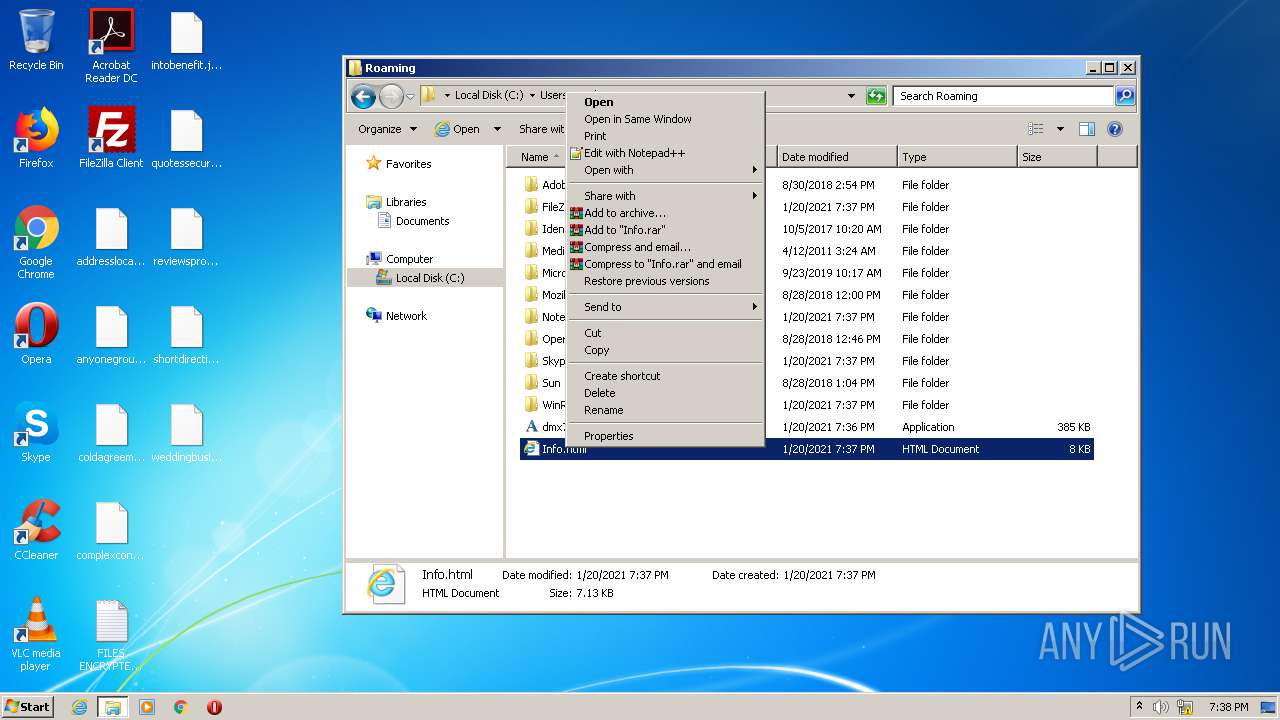 Recycle Bin
Acrobat Reader DC
intobenefit.j...
Firefox
FileZilla Client
quotessecur...
Google Chrome
addressloca...
reviewspro...
Opera
anyonegrou...
shortdirecti...
Skype
coldagreem...
weddingbusi...
CCleaner
complexcon...
VLC media player
FILES ENCRYPTE...
Roaming
Local Disk (C:)
Users
Search Roaming
Organize
Open
Share wit
Favorites
Libraries
Documents
Computer
Local Disk (C:)
Network
Name
Date modified
Type
Size
Adob
8/30/2018 2:54 PM
File folder
FileZ
1/20/2021 7:37 PM
File folder
Iden
10/5/2017 10:20 AM
File folder
Medi
4/12/2011 3:24 AM
File folder
Micro
9/23/2019 10:17 AM
File folder
Mozil
8/28/2018 12:00 PM
File folder
Note
1/20/2021 7:37 PM
File folder
Oper
8/28/2018 12:46 PM
File folder
Skyp
1/20/2021 7:37 PM
File folder
Sun
8/28/2018 1:04 PM
File folder
WinR
1/20/2021 7:37 PM
File folder
1/20/2021 7:36 PM
Application
385 KB
Info.html
1/20/2021 7:37 PM
HTML Document
8 KB
Open
Open in Same Window
Print
Edit with Notepad++
Open with
Share with
Add to archive...
Add to "Info.rar"
Compress and email...
Compress to "Info.rar" and email
Restore previous versions
Send to
Cut
Copy
Create shortcut
Delete
Rename
Properties
Info.html
Date modified: 1/20/2021 7:37 PM
Date created: 1/20/2021 7:37 PM
HTML Document
Size: 7.13 KB
ANY RUN
Start
7:38 PM